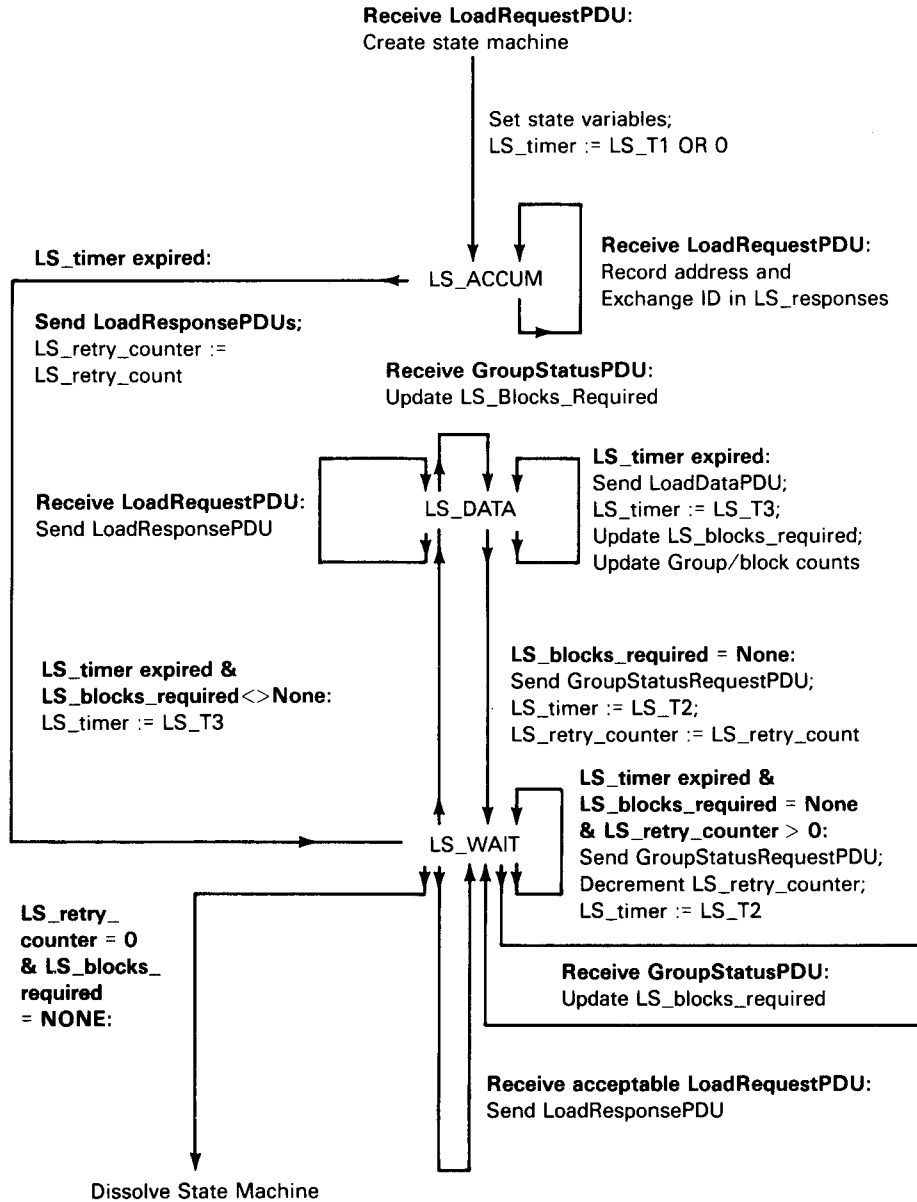 Receive LoadRequestPDU:
Create state machine
Set state variables;
LS_timer := LS_T1 OR 0
LS_timer expired:
LS_ACCUM
Receive LoadRequestPDU:
Record address and
Exchange ID in LS_responses
Send LoadResponsePDUs;
LS_retry_counter :=
LS_retry_count
Receive GroupStatusPDU:
Update LS_Blocks_Required
Receive LoadRequestPDU:
Send LoadResponsePDU
LS_DATA
LS_timer expired:
Send LoadDataPDU;
LS_timer := LS_T3;
Update LS_blocks_required;
Update Group/block counts
LS_timer expired &
LS_blocks_required<>None:
LS_timer := LS_T3
LS_blocks_required = None:
Send GroupStatusRequestPDU;
LS_timer := LS_T2;
LS_retry_counter := LS_retry_count
LS_WAIT
LS_timer expired &
LS_blocks_required = None
& LS_retry_counter > 0:
Send GroupStatusRequestPDU;
Decrement LS_retry_counter;
LS_timer := LS_T2
LS_retry_
counter = 0
& LS_blocks_
required
= NONE:
Receive GroupStatusPDU:
Update LS_blocks_required
Receive acceptable LoadRequestPDU:
Send LoadResponsePDU
Dissolve State Machine